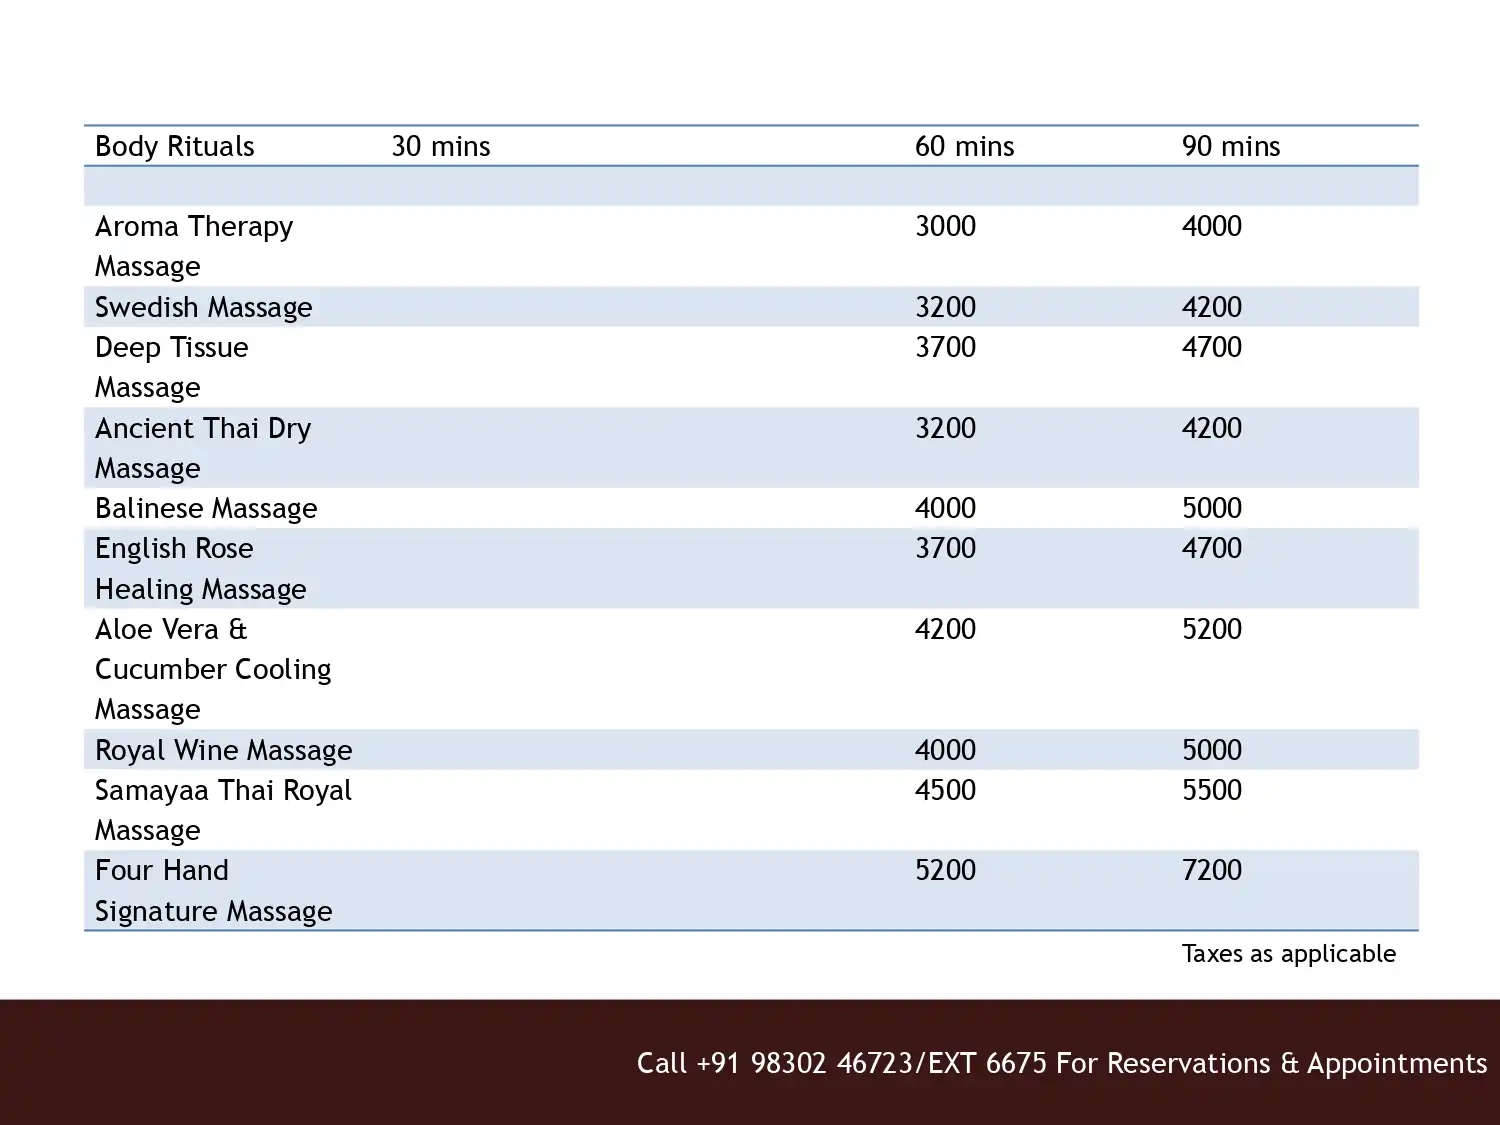 Body Rituals 30 mins 60 mins 90 mins
Aroma Therapy 3000 4000
Massage
Swedish Massage 3200 4200
Deep Tissue 3700 4700
Massage
Ancient Thai Dry 3200 4200
Massage
Balinese Massage 4000 5000
English Rose 3700 4700
Healing Massage
Aloe Vera & 4200 5200
Cucumber Cooling
Massage
Royal Wine Massage 4000 5000
Samayaa Thai Royal 4500 5500
Massage
Four Hand 5200 7200
Signature Massage
Taxes as applicable
Call +91 98302 46723/EXT 6675 For Reservations & Appointments